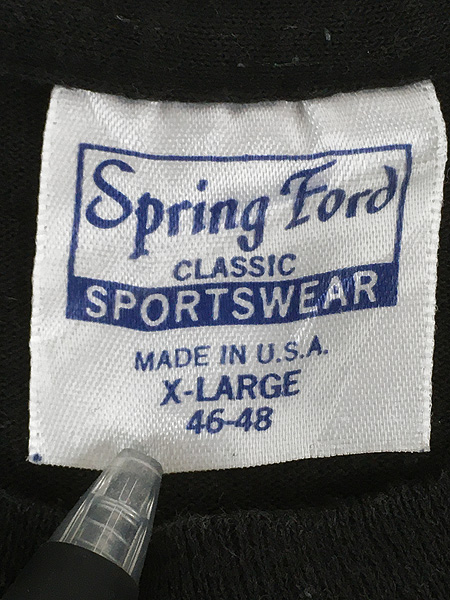 Spring Ford
CLASSIC
SPORTSWEAR
MADE IN U.S.A.
X-LARGE
46-48